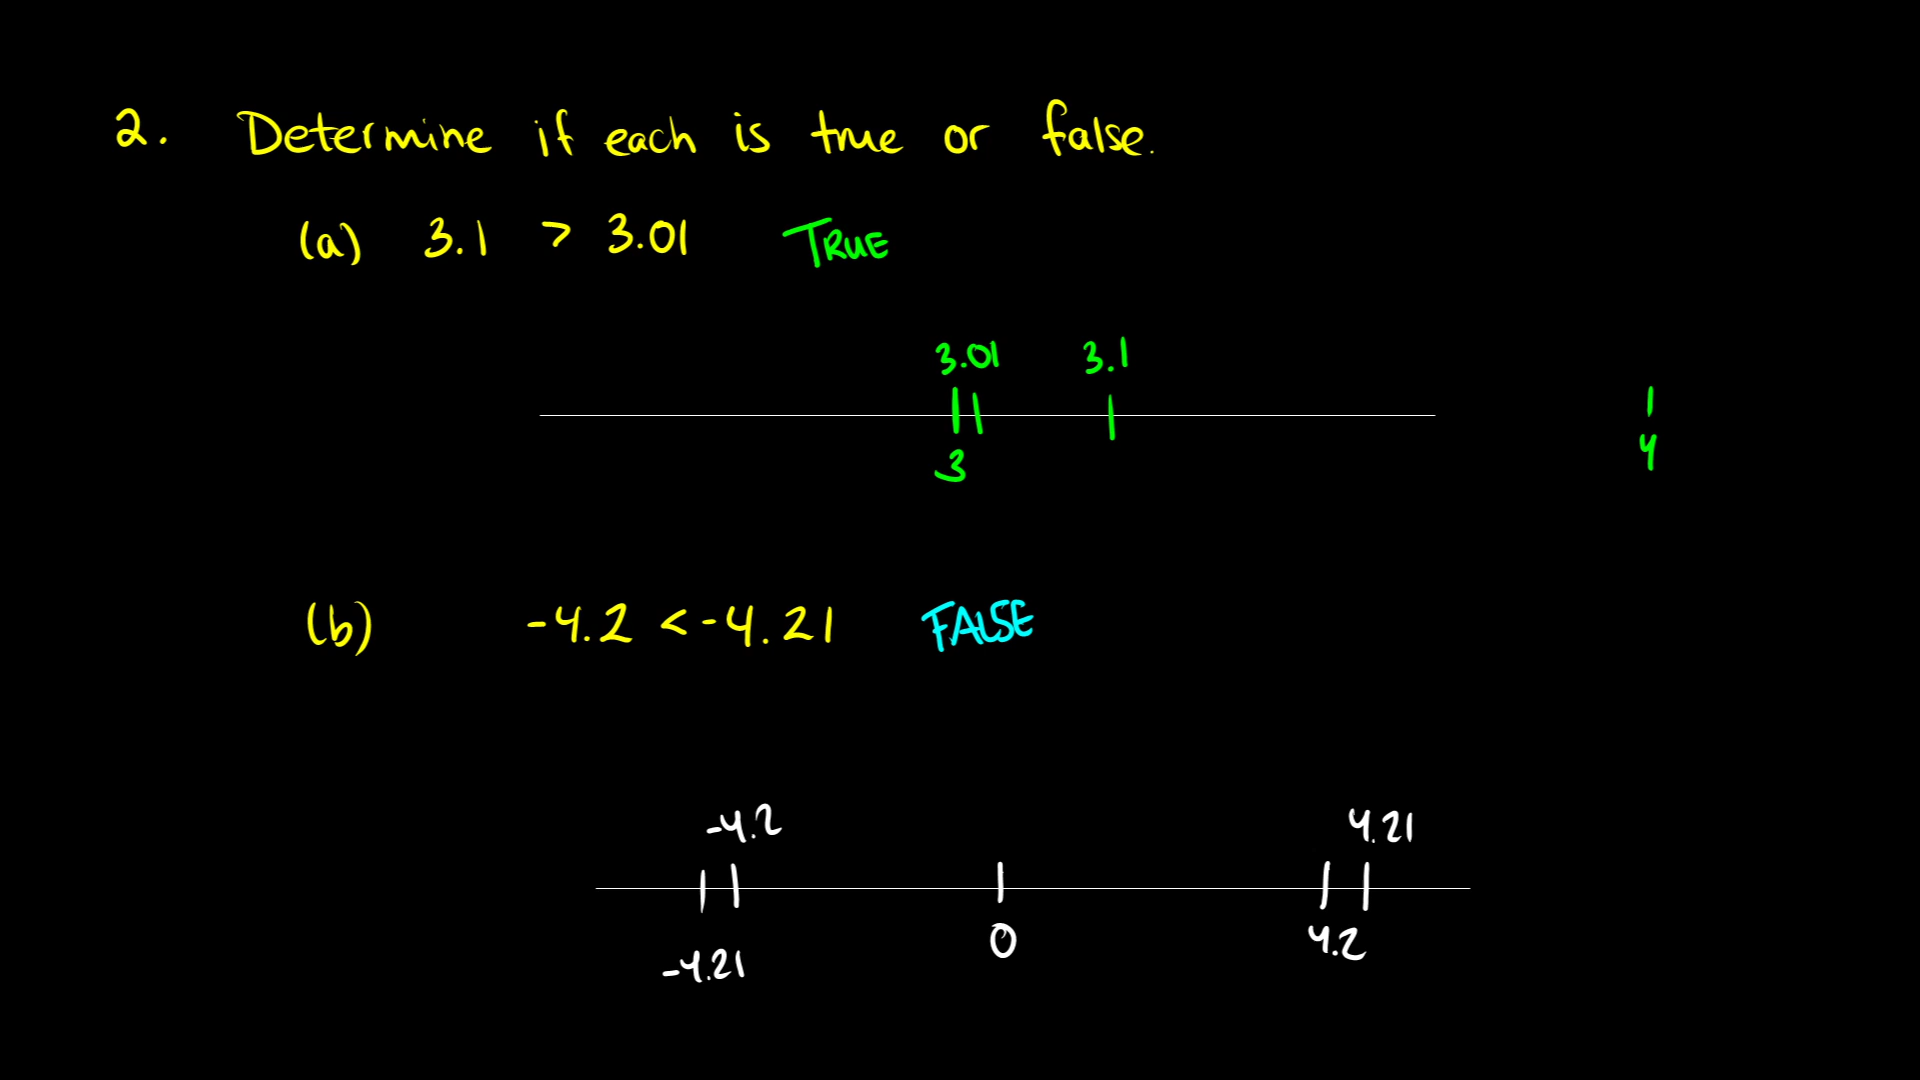 2. Determine if each is true or false.
(a) 3.1 > 3.01 TRUE
3.01 3.1
3 4
(b) -4.2 < -4.21 FALSE
-4.2 4.21
-4.21 0 4.2